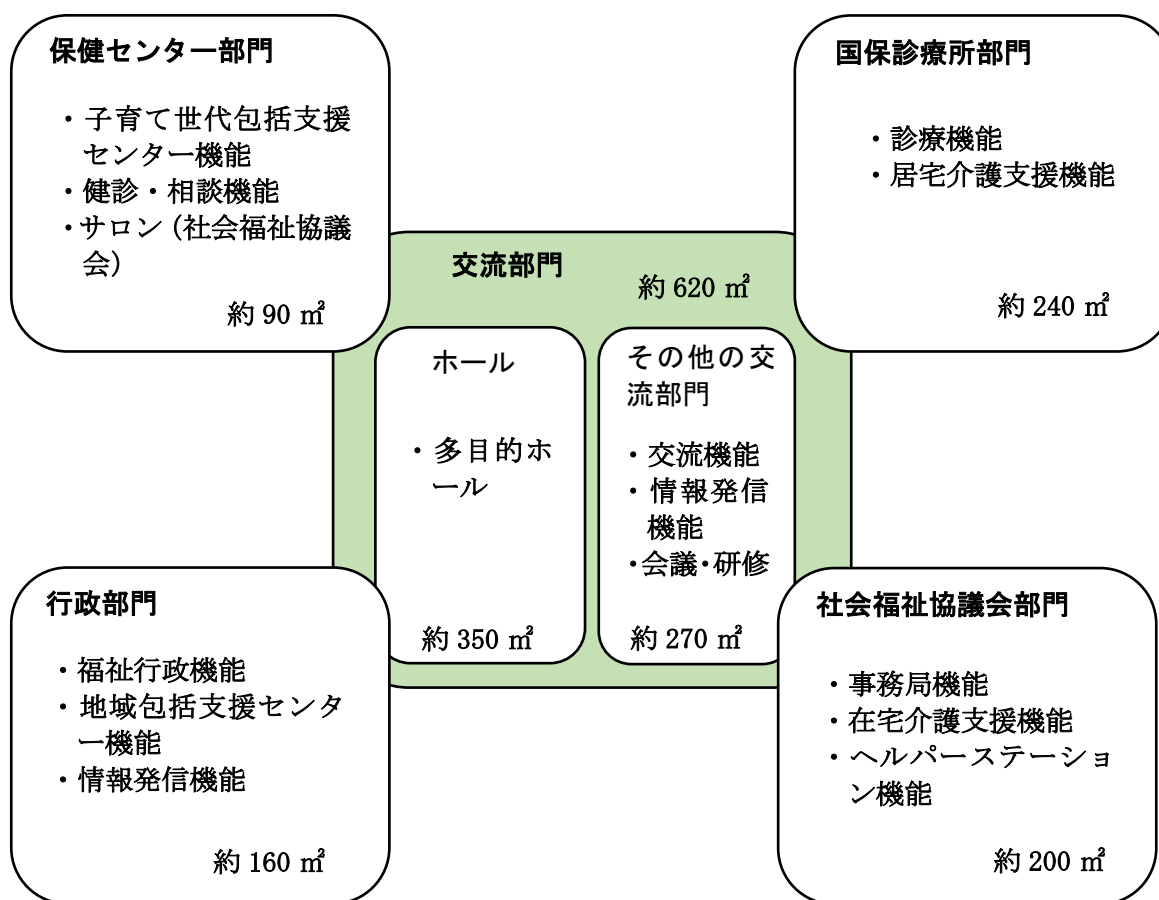 保健センター部門
・子育て世代包括支援
センター機能
・健診・相談機能
・サロン（社会福祉協議
会）
約 90 ㎡
国保診療所部門
・診療機能
・居宅介護支援機能
約 240 ㎡
交流部門
約 620 ㎡
ホール
・多目的ホ
ール
約 350 ㎡
その他の交
流部門
・交流機能
・情報発信
機能
・会議・研修
約 270 ㎡
行政部門
・福祉行政機能
・地域包括支援センタ
ー機能
・情報発信機能
約 160 ㎡
社会福祉協議会部門
・事務局機能
・在宅介護支援機能
・ヘルパーステーショ
ン機能
約 200 ㎡